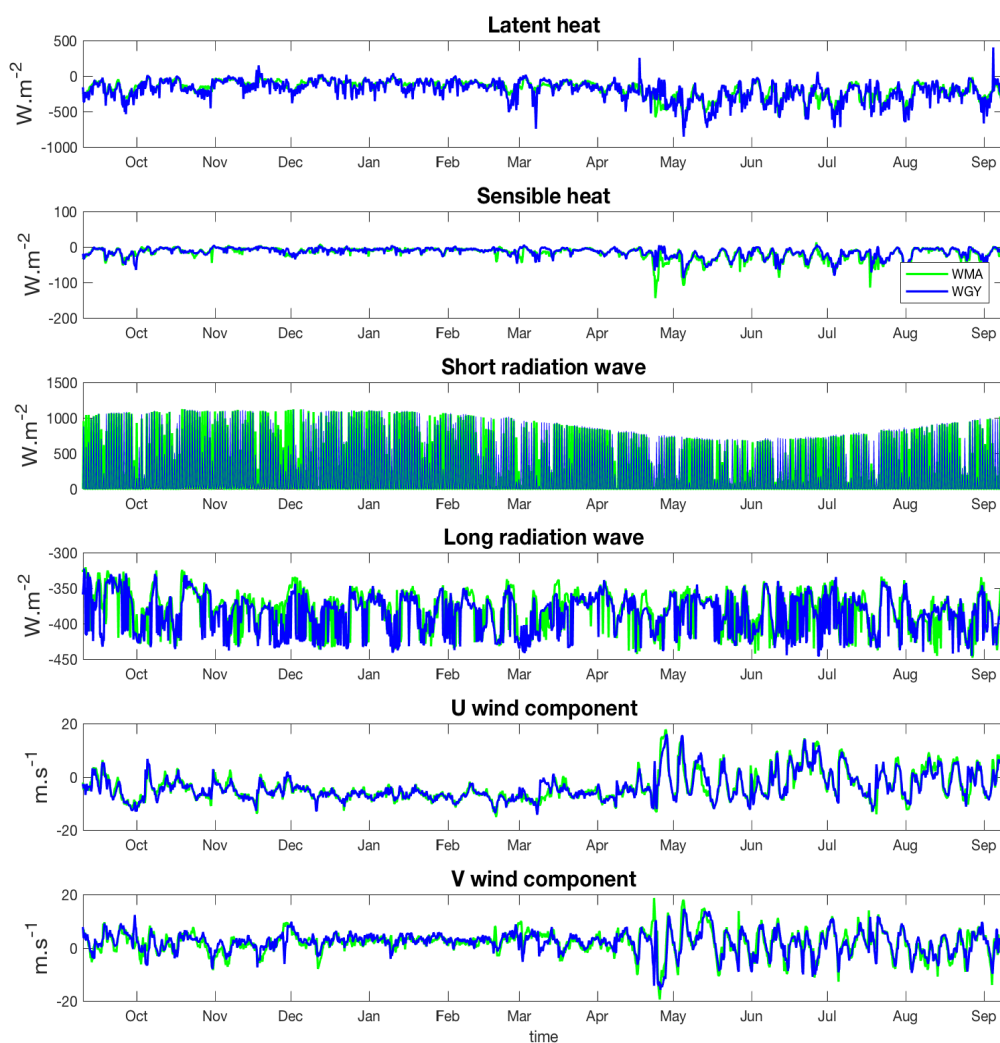 Latent heat
500
0
-500
-1000
W.m-2
Oct Nov Dec Jan Feb Mar Apr May Jun Jul Aug Sep
Sensible heat
100
0
-100
-200
W.m-2
WMA
WGY
Oct Nov Dec Jan Feb Mar Apr May Jun Jul Aug Sep
Short radiation wave
1500
1000
500
0
W.m-2
Oct Nov Dec Jan Feb Mar Apr May Jun Jul Aug Sep
Long radiation wave
-300
-350
-400
-450
W.m-2
Oct Nov Dec Jan Feb Mar Apr May Jun Jul Aug Sep
U wind component
20
0
-20
m.s-1
Oct Nov Dec Jan Feb Mar Apr May Jun Jul Aug Sep
V wind component
20
0
-20
m.s-1
Oct Nov Dec Jan Feb Mar Apr May Jun Jul Aug Sep
time